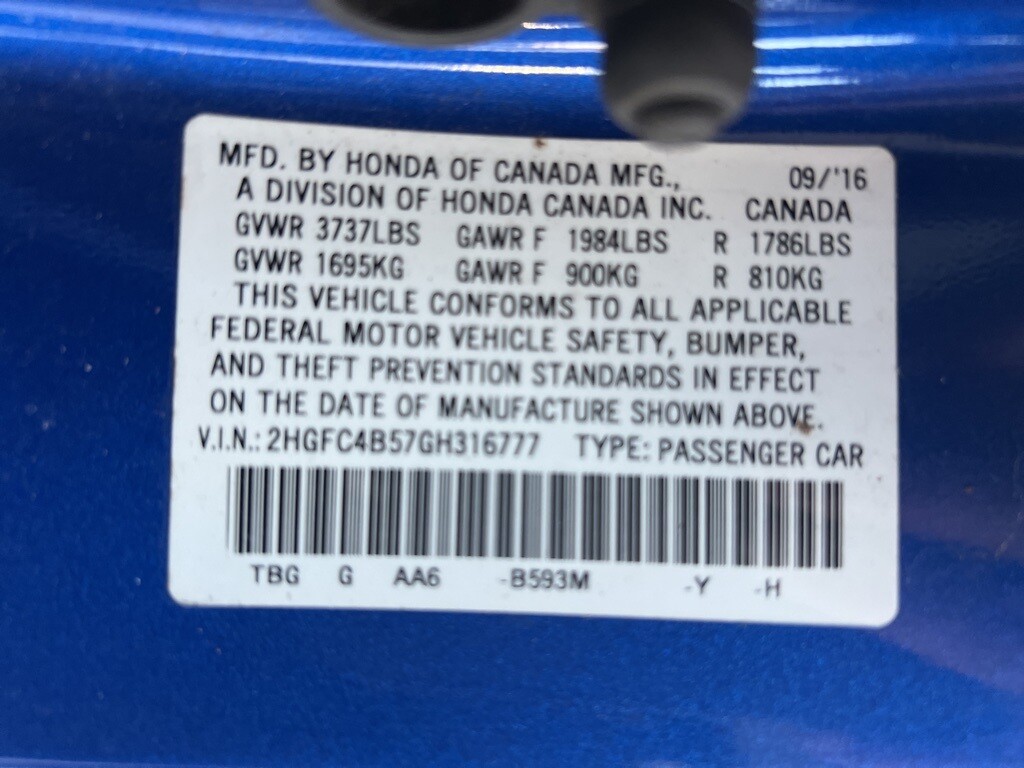 MFD. BY HONDA OF CANADA MFG., 09/'16
A DIVISION OF HONDA CANADA INC. CANADA
GVWR 3737LBS GAWR F 1984LBS R 1786LBS
GVWR 1695KG GAWR F 900KG R 810KG
THIS VEHICLE CONFORMS TO ALL APPLICABLE
FEDERAL MOTOR VEHICLE SAFETY, BUMPER,
AND THEFT PREVENTION STANDARDS IN EFFECT
ON THE DATE OF MANUFACTURE SHOWN ABOVE.
V.I.N.: 2HGFC4B57GH316777 TYPE: PASSENGER CAR
TBG G AA6 -B593M -Y -H